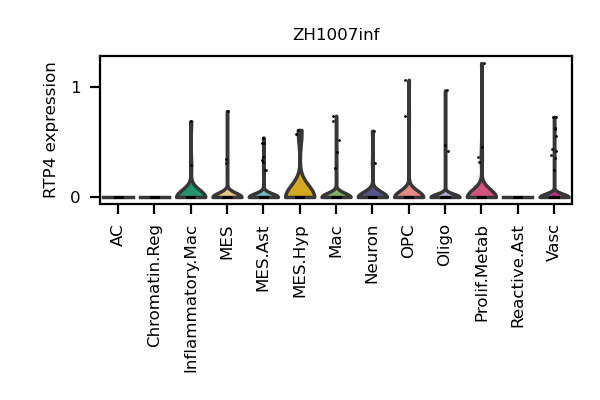 ZH1007inf
RTP4 expression
1
0
AC
Chromatin.Reg
Inflammatory.Mac
MES
MES.Ast
MES.Hyp
Mac
Neuron
OPC
Oligo
Prolif.Metab
Reactive.Ast
Vasc